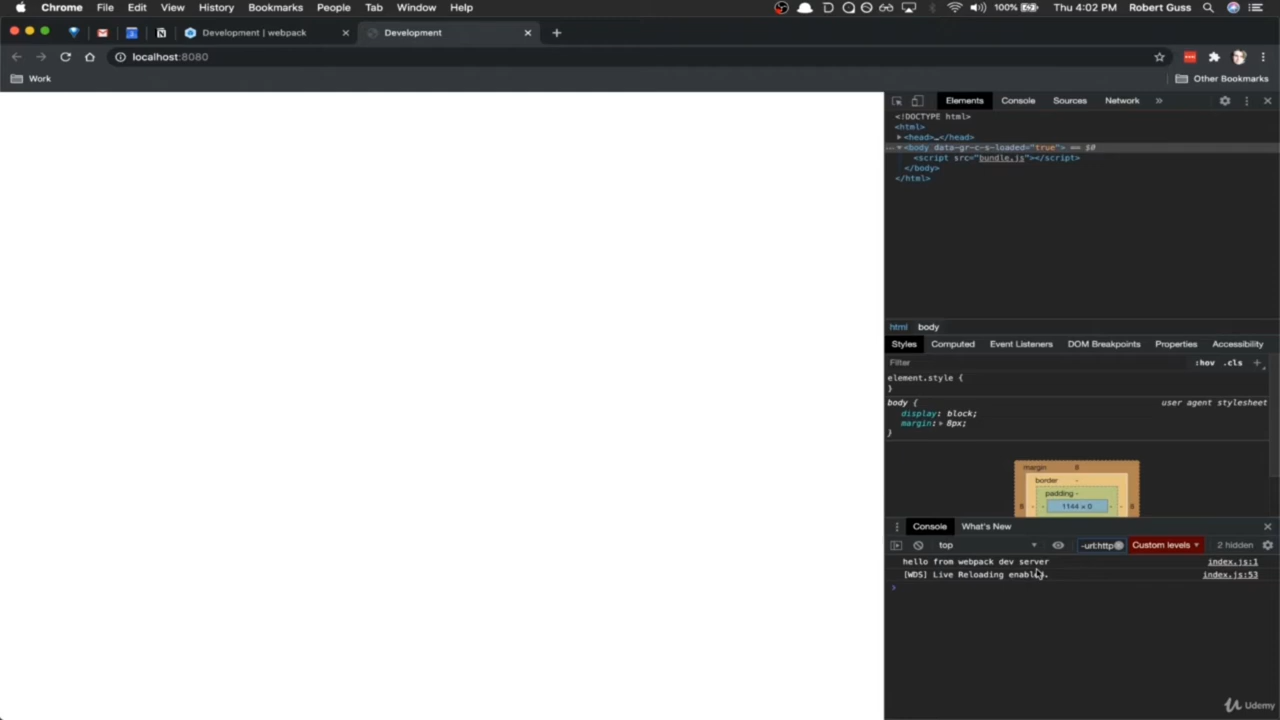 Chrome File Edit View History Bookmarks People Tab Window Help 100% Thu 4:02 PM Robert Guss
Development | webpack Development
localhost:8080
Work Other Bookmarks
Elements Console Sources Network »
<!DOCTYPE html>
<html>
<head>…</head>
<body data-gr-c-s-loaded="true"> == $0
<script src="bundle.js"></script>
</body>
</html>
html body
Styles Computed Event Listeners DOM Breakpoints Properties Accessibility
Filter :hov .cls +
element.style {
}
body { user agent stylesheet
display: block;
margin: 8px;
}
margin 8
border -
padding -
8 - - 1144 × 0 - - 8
Console What's New
top -url:http Custom levels 2 hidden
hello from webpack dev server index.js:1
[WDS] Live Reloading enabled. index.js:53
Udemy